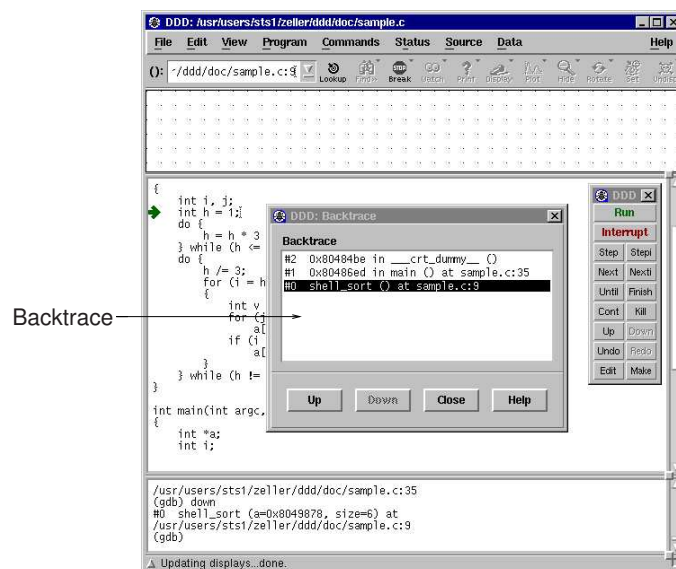 DDD: /usr/users/sts1/zeller/ddd/doc/sample.c
File Edit View Program Commands Status Source Data Help
(): ~/ddd/doc/sample.c:9 Lookup Find>> Break Watch Print Display Plot Hide Rotate Set Undisp
{
int i, j;
int h = 1;
do {
h = h * 3
} while (h <=
do {
h /= 3;
for (i = h
{
int v
for (j
a[
if (i
a[
}
} while (h !=
}
int main(int argc,
{
int *a;
int i;
DDD: Backtrace
Backtrace
#2 0x80484be in ___crt_dummy__ ()
#1 0x80486ed in main () at sample.c:35
#0 shell_sort () at sample.c:9
Up Down Close Help
DDD
Run
Interrupt
Step Stepi
Next Nexti
Until Finish
Cont Kill
Up Down
Undo Redo
Edit Make
Backtrace
/usr/users/sts1/zeller/ddd/doc/sample.c:35
(gdb) down
#0 shell_sort (a=0x8049878, size=6) at
/usr/users/sts1/zeller/ddd/doc/sample.c:9
(gdb)
Updating displays...done.